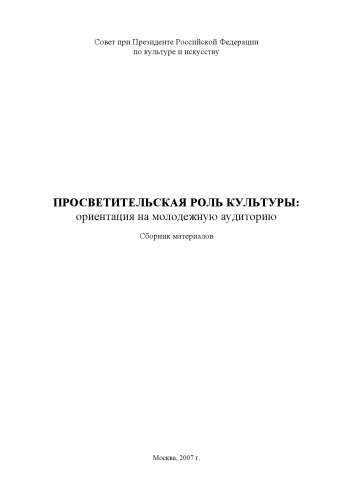 Совет при Президенте Российской Федерации
по культуре и искусству
ПРОСВЕТИТЕЛЬСКАЯ РОЛЬ КУЛЬТУРЫ:
ориентация на молодежную аудиторию
Сборник материалов
Москва, 2007 г.